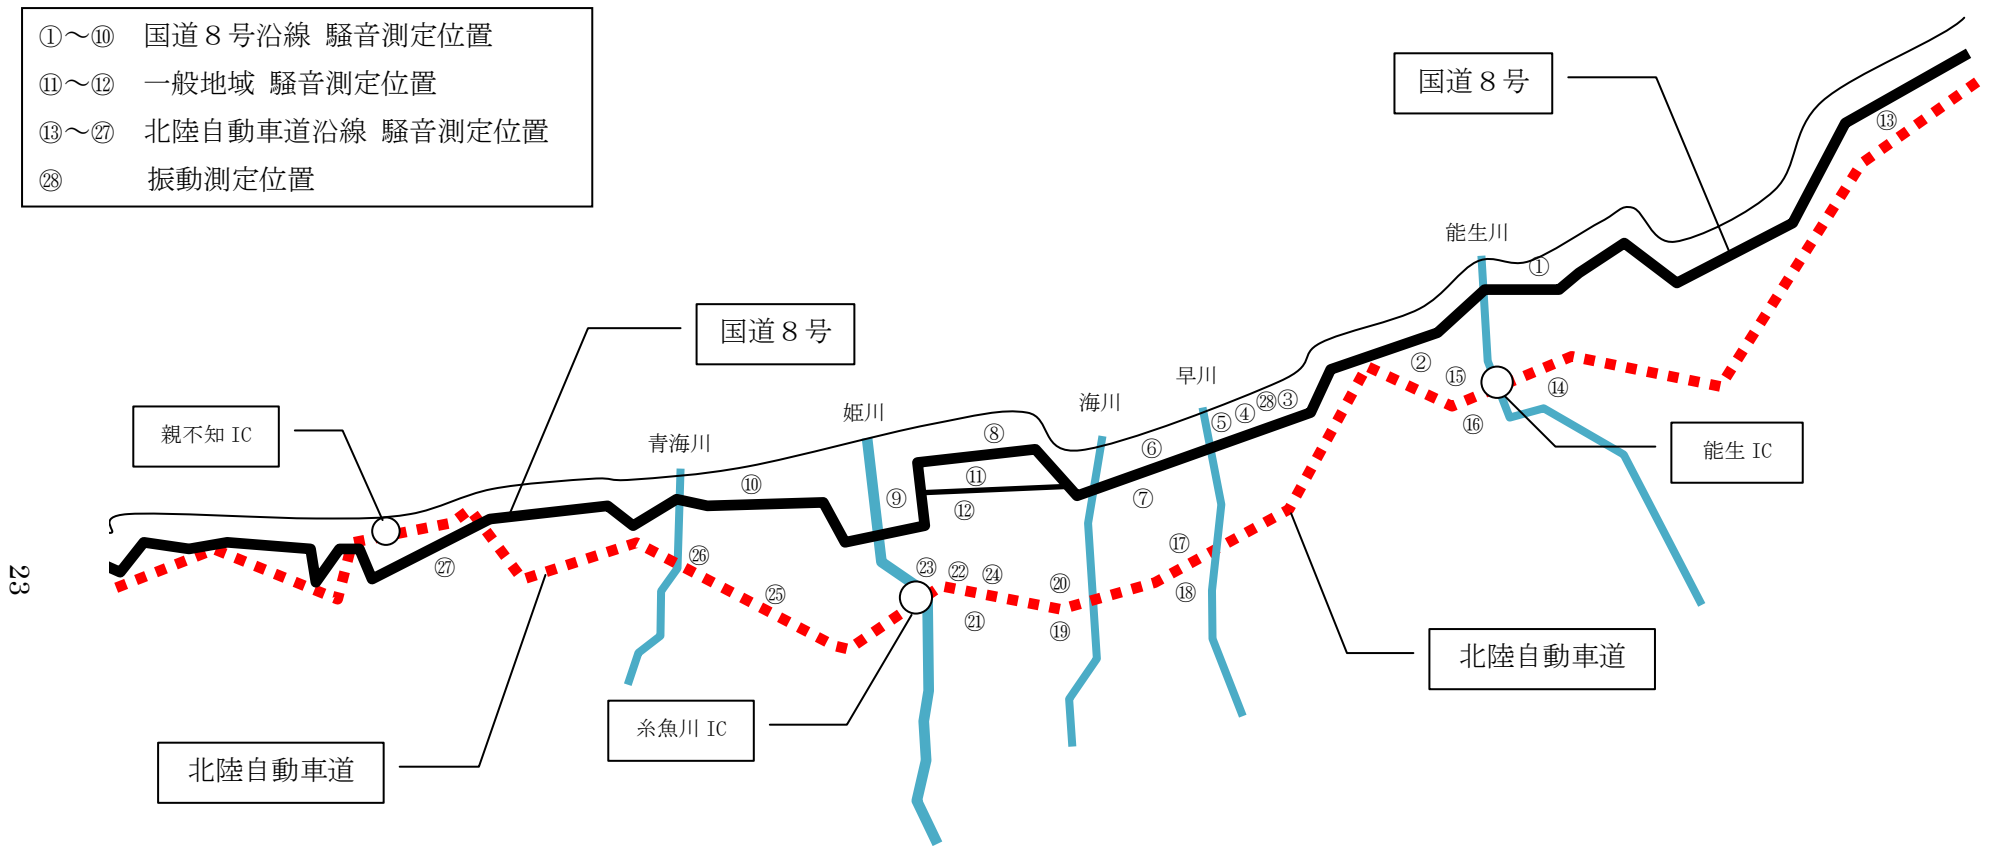 ①～⑩ 国道８号沿線 騒音測定位置
⑪～⑫ 一般地域 騒音測定位置
⑬～㉗ 北陸自動車道沿線 騒音測定位置
㉘ 振動測定位置
国道８号
⑬
能生川
①
国道８号
②
⑮
⑭
⑯
能生 IC
早川
㉘③
⑤④
海川
姫川
⑧
⑥
青海川
親不知 IC
⑩
⑨
⑪
⑫
⑦
㉗
㉖
㉕
㉓
㉒
㉔
㉑
⑳
⑲
⑰
⑱
北陸自動車道
糸魚川 IC
北陸自動車道
23